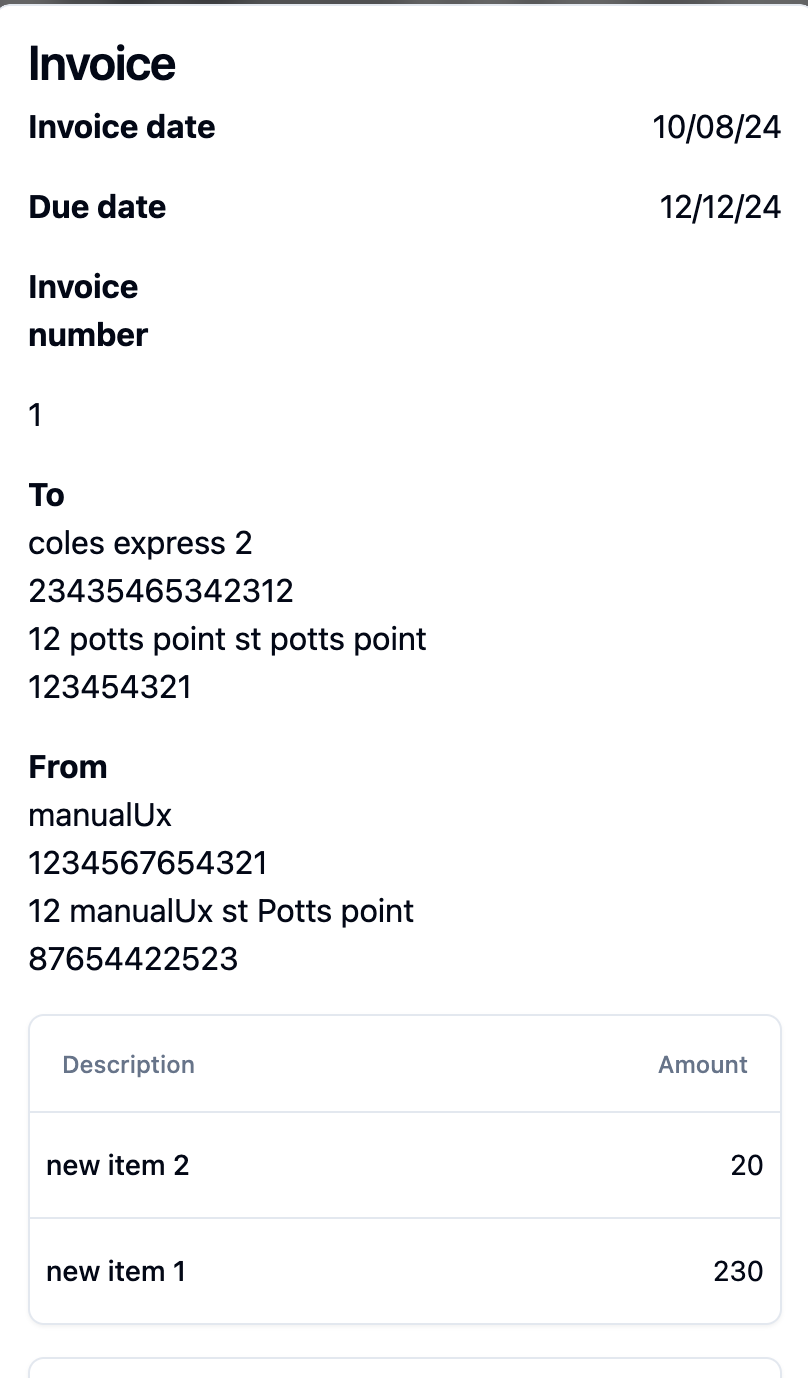 Invoice
Invoice date 10/08/24
Due date 12/12/24
Invoice
number
1
To
coles express 2
23435465342312
12 potts point st potts point
123454321
From
manualUx
1234567654321
12 manualUx st Potts point
87654422523
Description Amount
new item 2 20
new item 1 230